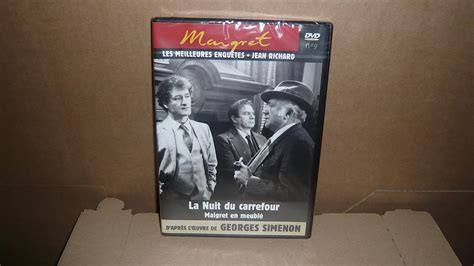 Maigret
DVD
n°9
LES MEILLEURES ENQUÊTES • JEAN RICHARD
La Nuit du carrefour
Maigret en meublé
D'APRÈS L'ŒUVRE DE GEORGES SIMENON